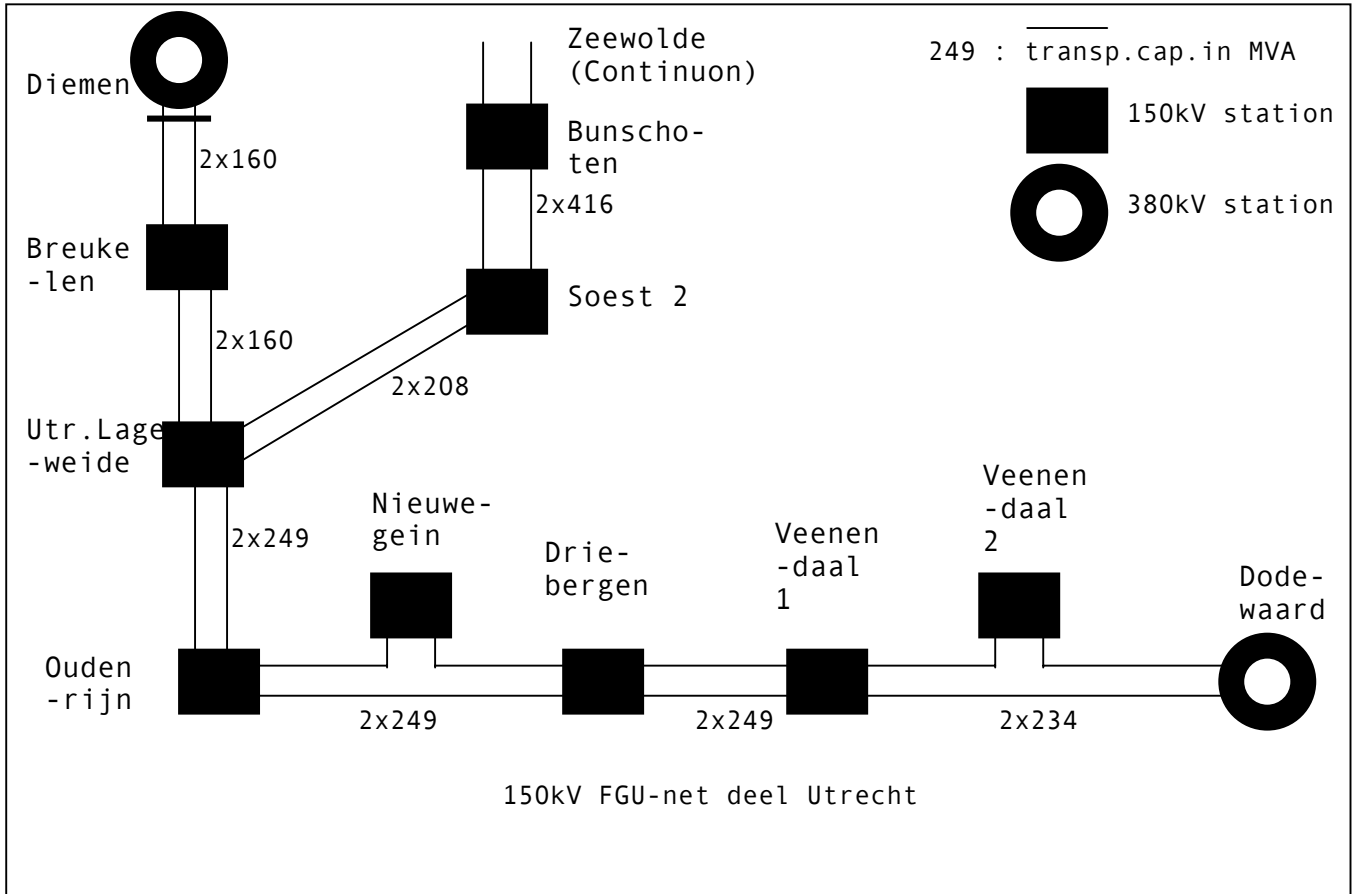 Diemen
Zeewolde
(Continuon)
249 : transp.cap.in MVA
150kV station
380kV station
Bunscho-
ten
2x160
2x416
Breuke
-len
Soest 2
2x160
2x208
Utr.Lage
-weide
2x249
Nieuwe-
gein
Drie-
bergen
Veenen
-daal
1
Veenen
-daal
2
Dode-
waard
Ouden
-rijn
2x249
2x249
2x234
150kV FGU-net deel Utrecht